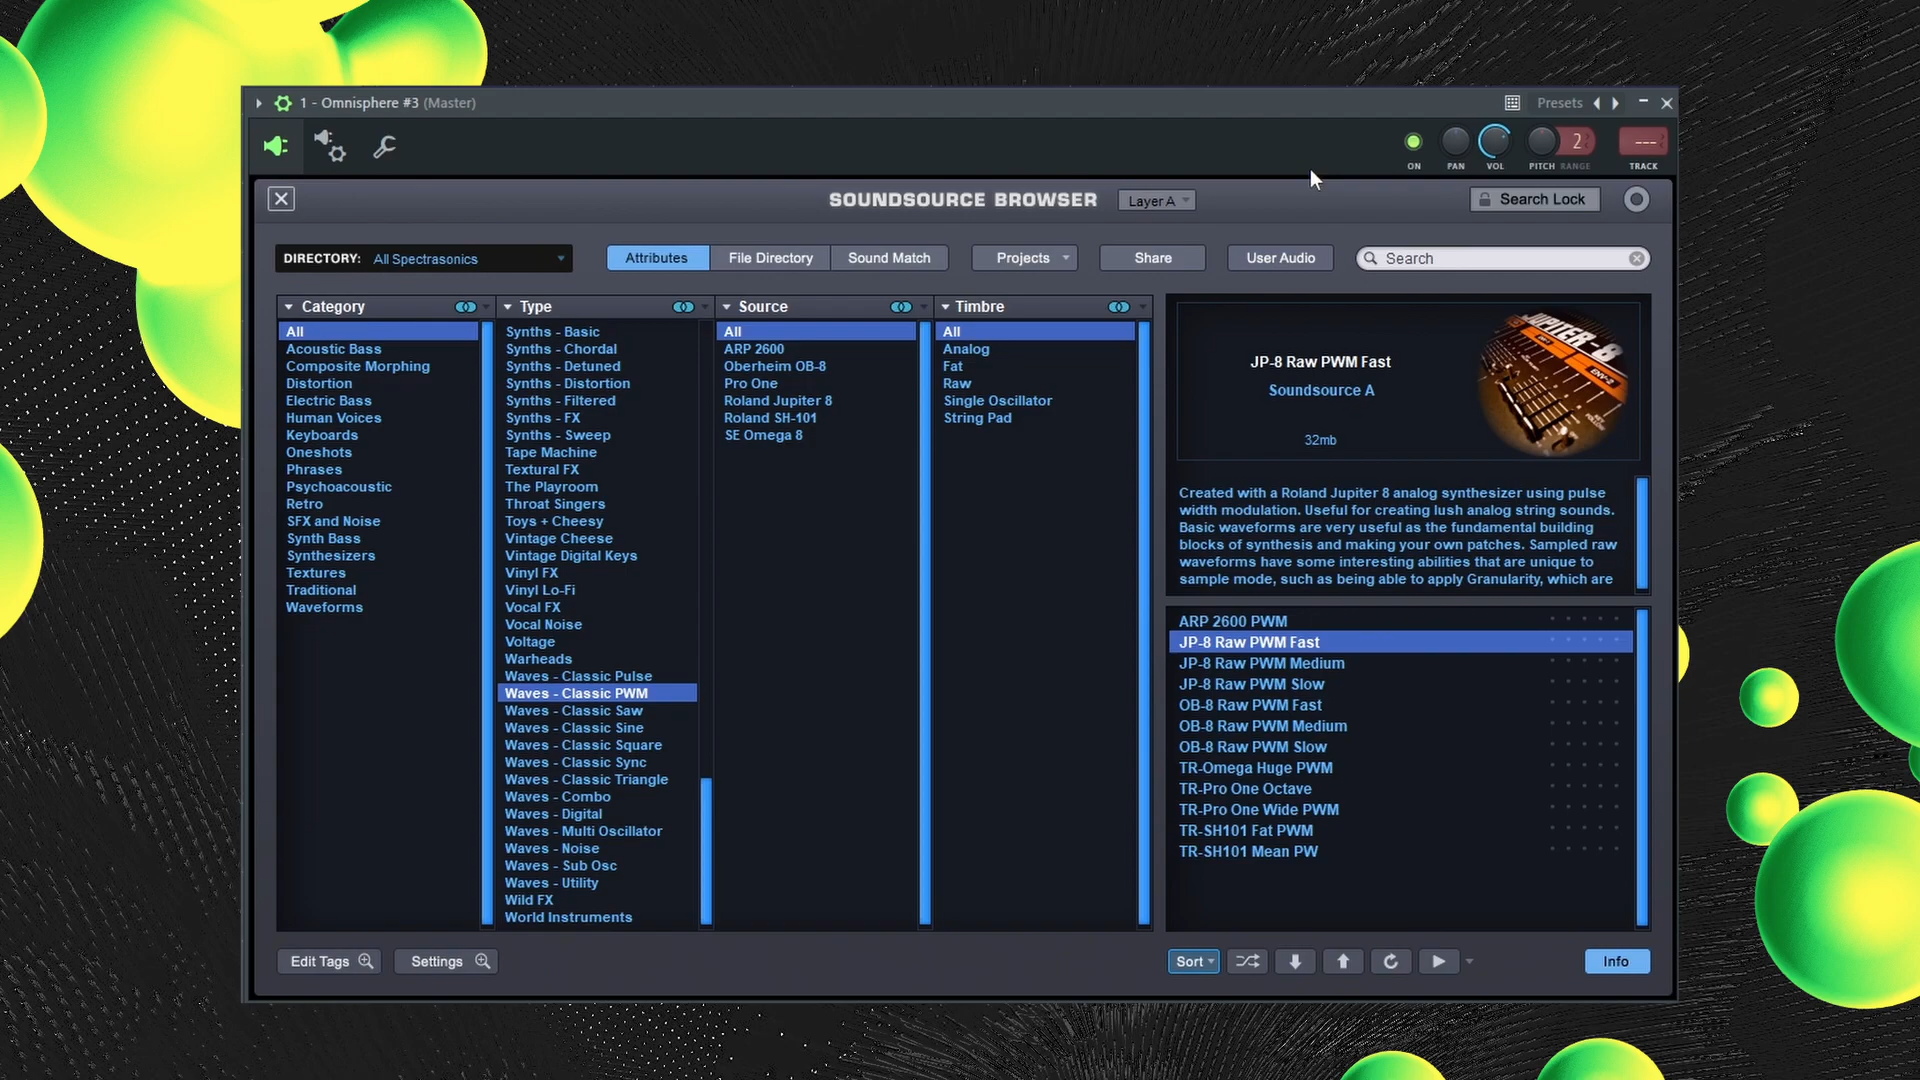 1 - Omnisphere #3 (Master)
Presets
2
---
ON
PAN
VOL
PITCH RANGE
TRACK
SOUNDSOURCE BROWSER
Layer A
Search Lock
DIRECTORY: All Spectrasonics
Attributes
File Directory
Sound Match
Projects
Share
User Audio
Search
Category
All
Acoustic Bass
Composite Morphing
Distortion
Electric Bass
Human Voices
Keyboards
Oneshots
Phrases
Psychoacoustic
Retro
SFX and Noise
Synth Bass
Synthesizers
Textures
Traditional
Waveforms
Type
Synths - Basic
Synths - Chordal
Synths - Detuned
Synths - Distortion
Synths - Filtered
Synths - FX
Synths - Sweep
Tape Machine
Textural FX
The Playroom
Throat Singers
Toys + Cheesy
Vintage Cheese
Vintage Digital Keys
Vinyl FX
Vinyl Lo-Fi
Vocal FX
Vocal Noise
Voltage
Warheads
Waves - Classic Pulse
Waves - Classic PWM
Waves - Classic Saw
Waves - Classic Sine
Waves - Classic Square
Waves - Classic Sync
Waves - Classic Triangle
Waves - Combo
Waves - Digital
Waves - Multi Oscillator
Waves - Noise
Waves - Sub Osc
Waves - Utility
Wild FX
World Instruments
Source
All
ARP 2600
Oberheim OB-8
Pro One
Roland Jupiter 8
Roland SH-101
SE Omega 8
Timbre
All
Analog
Fat
Raw
Single Oscillator
String Pad
JP-8 Raw PWM Fast
Soundsource A
32mb
JUPITER-8
ENV-2
Created with a Roland Jupiter 8 analog synthesizer using pulse
width modulation. Useful for creating lush analog string sounds.
Basic waveforms are very useful as the fundamental building
blocks of synthesis and making your own patches. Sampled raw
waveforms have some interesting abilities that are unique to
sample mode, such as being able to apply Granularity, which are
ARP 2600 PWM
JP-8 Raw PWM Fast
JP-8 Raw PWM Medium
JP-8 Raw PWM Slow
OB-8 Raw PWM Fast
OB-8 Raw PWM Medium
OB-8 Raw PWM Slow
TR-Omega Huge PWM
TR-Pro One Octave
TR-Pro One Wide PWM
TR-SH101 Fat PWM
TR-SH101 Mean PW
Edit Tags
Settings
Sort
Info